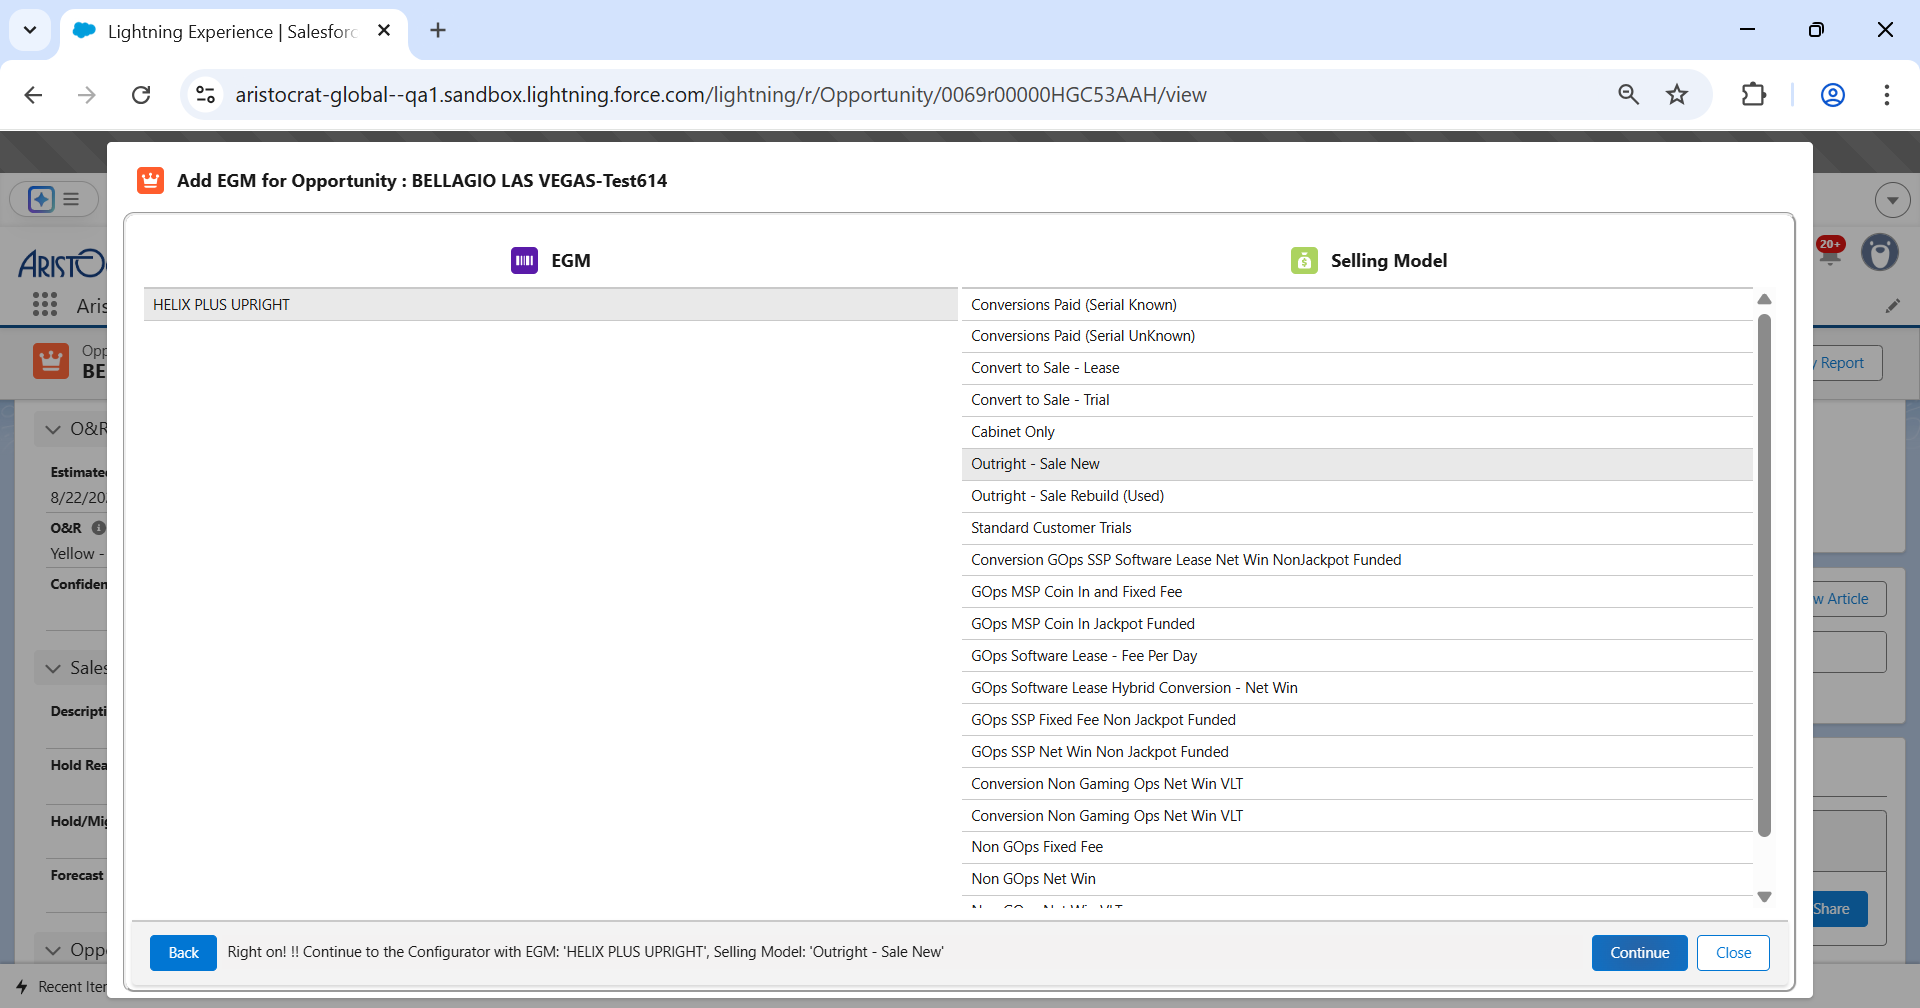 Lightning Experience | Salesforc
aristocrat-global--qa1.sandbox.lightning.force.com/lightning/r/Opportunity/0069r00000HGC53AAH/view
Add EGM for Opportunity : BELLAGIO LAS VEGAS-Test614
EGM
Selling Model
HELIX PLUS UPRIGHT
Conversions Paid (Serial Known)
Conversions Paid (Serial UnKnown)
Convert to Sale - Lease
Convert to Sale - Trial
Cabinet Only
Outright - Sale New
Outright - Sale Rebuild (Used)
Standard Customer Trials
Conversion GOps SSP Software Lease Net Win NonJackpot Funded
GOps MSP Coin In and Fixed Fee
GOps MSP Coin In Jackpot Funded
GOps Software Lease - Fee Per Day
GOps Software Lease Hybrid Conversion - Net Win
GOps SSP Fixed Fee Non Jackpot Funded
GOps SSP Net Win Non Jackpot Funded
Conversion Non Gaming Ops Net Win VLT
Conversion Non Gaming Ops Net Win VLT
Non GOps Fixed Fee
Non GOps Net Win
Back
Right on! !! Continue to the Configurator with EGM: 'HELIX PLUS UPRIGHT', Selling Model: 'Outright - Sale New'
Continue
Close
ARISTO
Aris
Opp
BE
O&R
Estimate
8/22/20
O&R
Yellow -
Confiden
Sales
Descripti
Hold Rea
Hold/Mig
Forecast
Oppo
Recent Iter
20+
y Report
w Article
Share